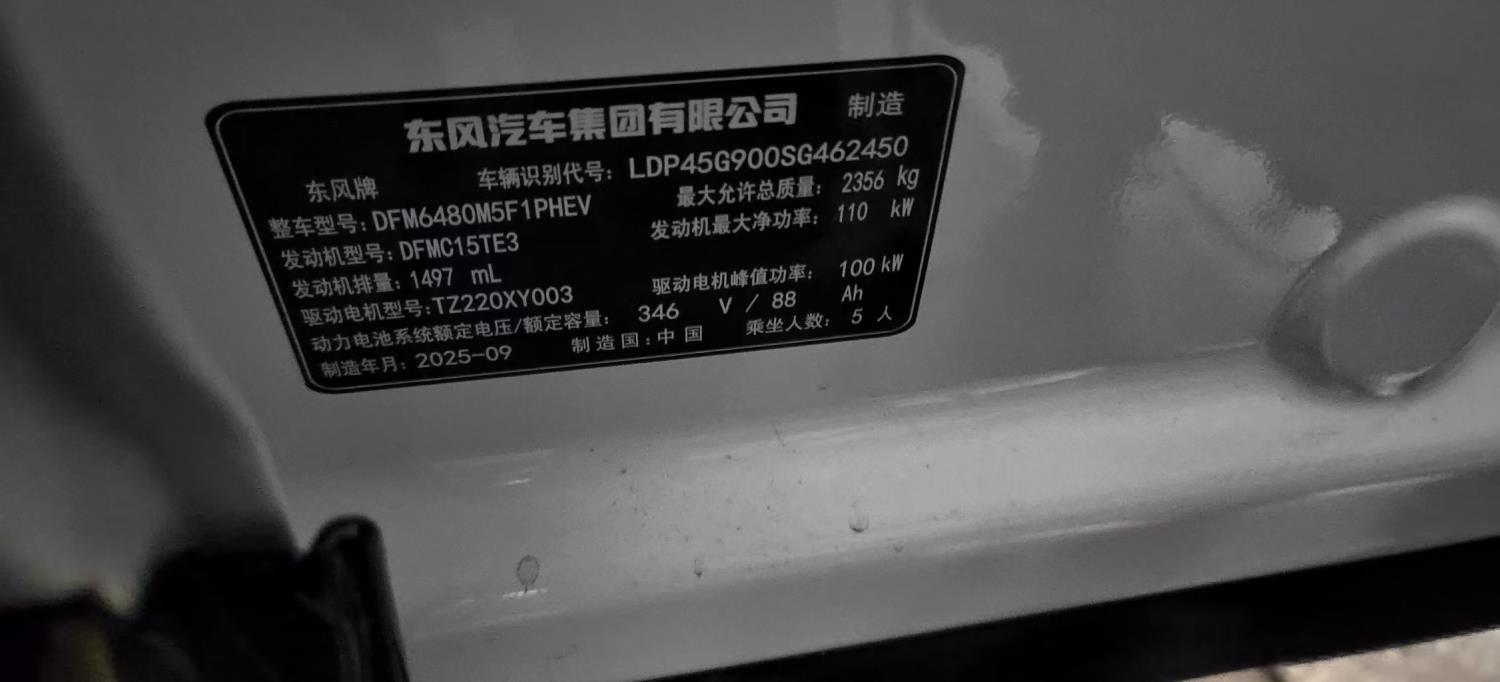 东风汽车集团有限公司 制造
东风牌 车辆识别代号: LDP45G900SG462450
整车型号: DFM6480M5F1PHEV 最大允许总质量: 2356 kg
发动机型号: DFMC15TE3 发动机最大净功率: 110 kW
发动机排量: 1497 mL
驱动电机型号: TZ220XY003 驱动电机峰值功率: 100 kW
动力电池系统额定电压/额定容量: 346 V / 88 Ah
制造年月: 2025-09 制造国: 中国 乘坐人数: 5 人